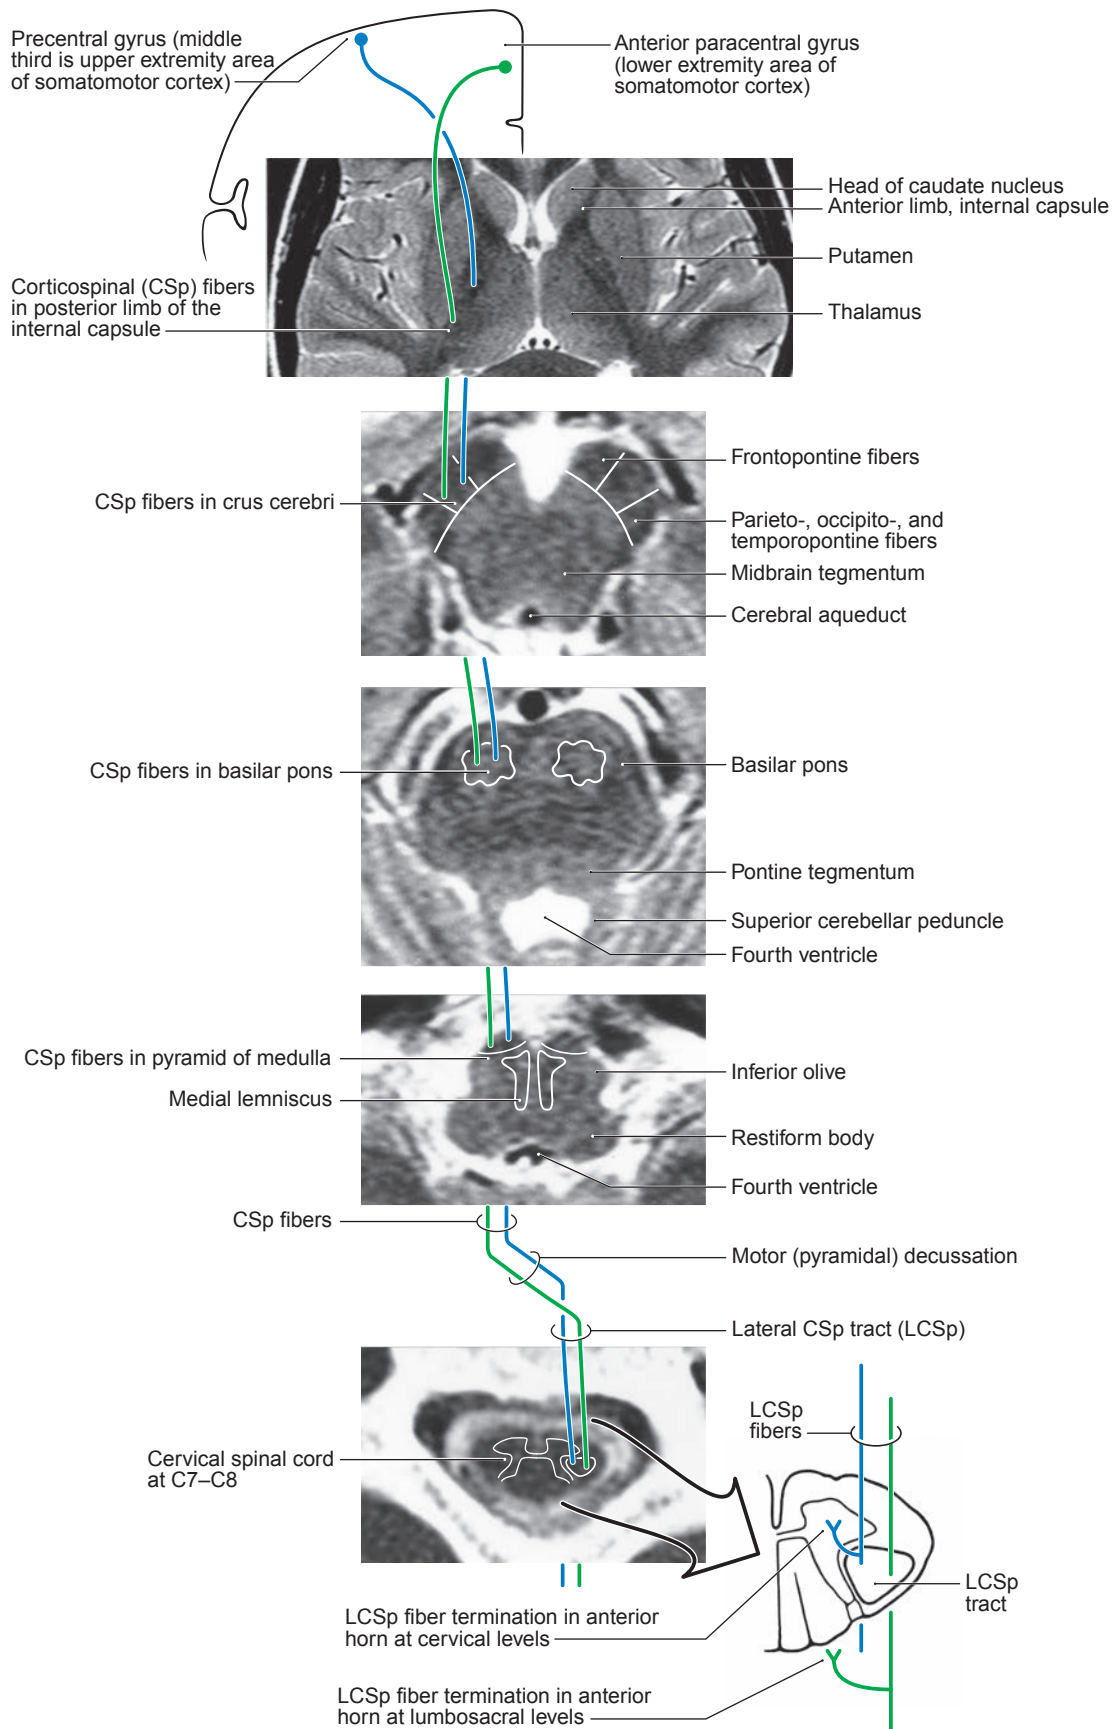 Precentral gyrus (middle
third is upper extremity area
of somatomotor cortex)
Anterior paracentral gyrus
(lower extremity area of
somatomotor cortex)
Head of caudate nucleus
Anterior limb, internal capsule
Putamen
Corticospinal (CSp) fibers
in posterior limb of the
internal capsule
Thalamus
Frontopontine fibers
CSp fibers in crus cerebri
Parieto-, occipito-, and
temporopontine fibers
Midbrain tegmentum
Cerebral aqueduct
CSp fibers in basilar pons
Basilar pons
Pontine tegmentum
Superior cerebellar peduncle
Fourth ventricle
CSp fibers in pyramid of medulla
Inferior olive
Medial lemniscus
Restiform body
Fourth ventricle
CSp fibers
Motor (pyramidal) decussation
Lateral CSp tract (LCSp)
LCSp
fibers
Cervical spinal cord
at C7–C8
LCSp
tract
LCSp fiber termination in anterior
horn at cervical levels
LCSp fiber termination in anterior
horn at lumbosacral levels